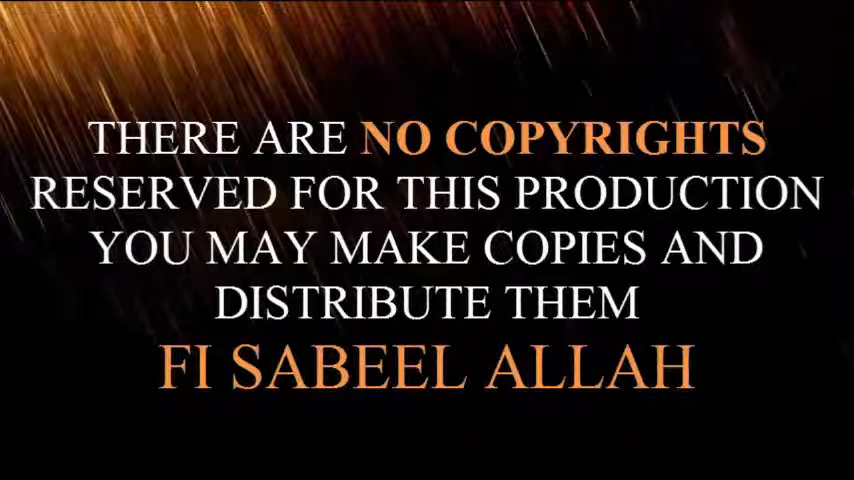 THERE ARE NO COPYRIGHTS
RESERVED FOR THIS PRODUCTION
YOU MAY MAKE COPIES AND
DISTRIBUTE THEM
FI SABEEL ALLAH